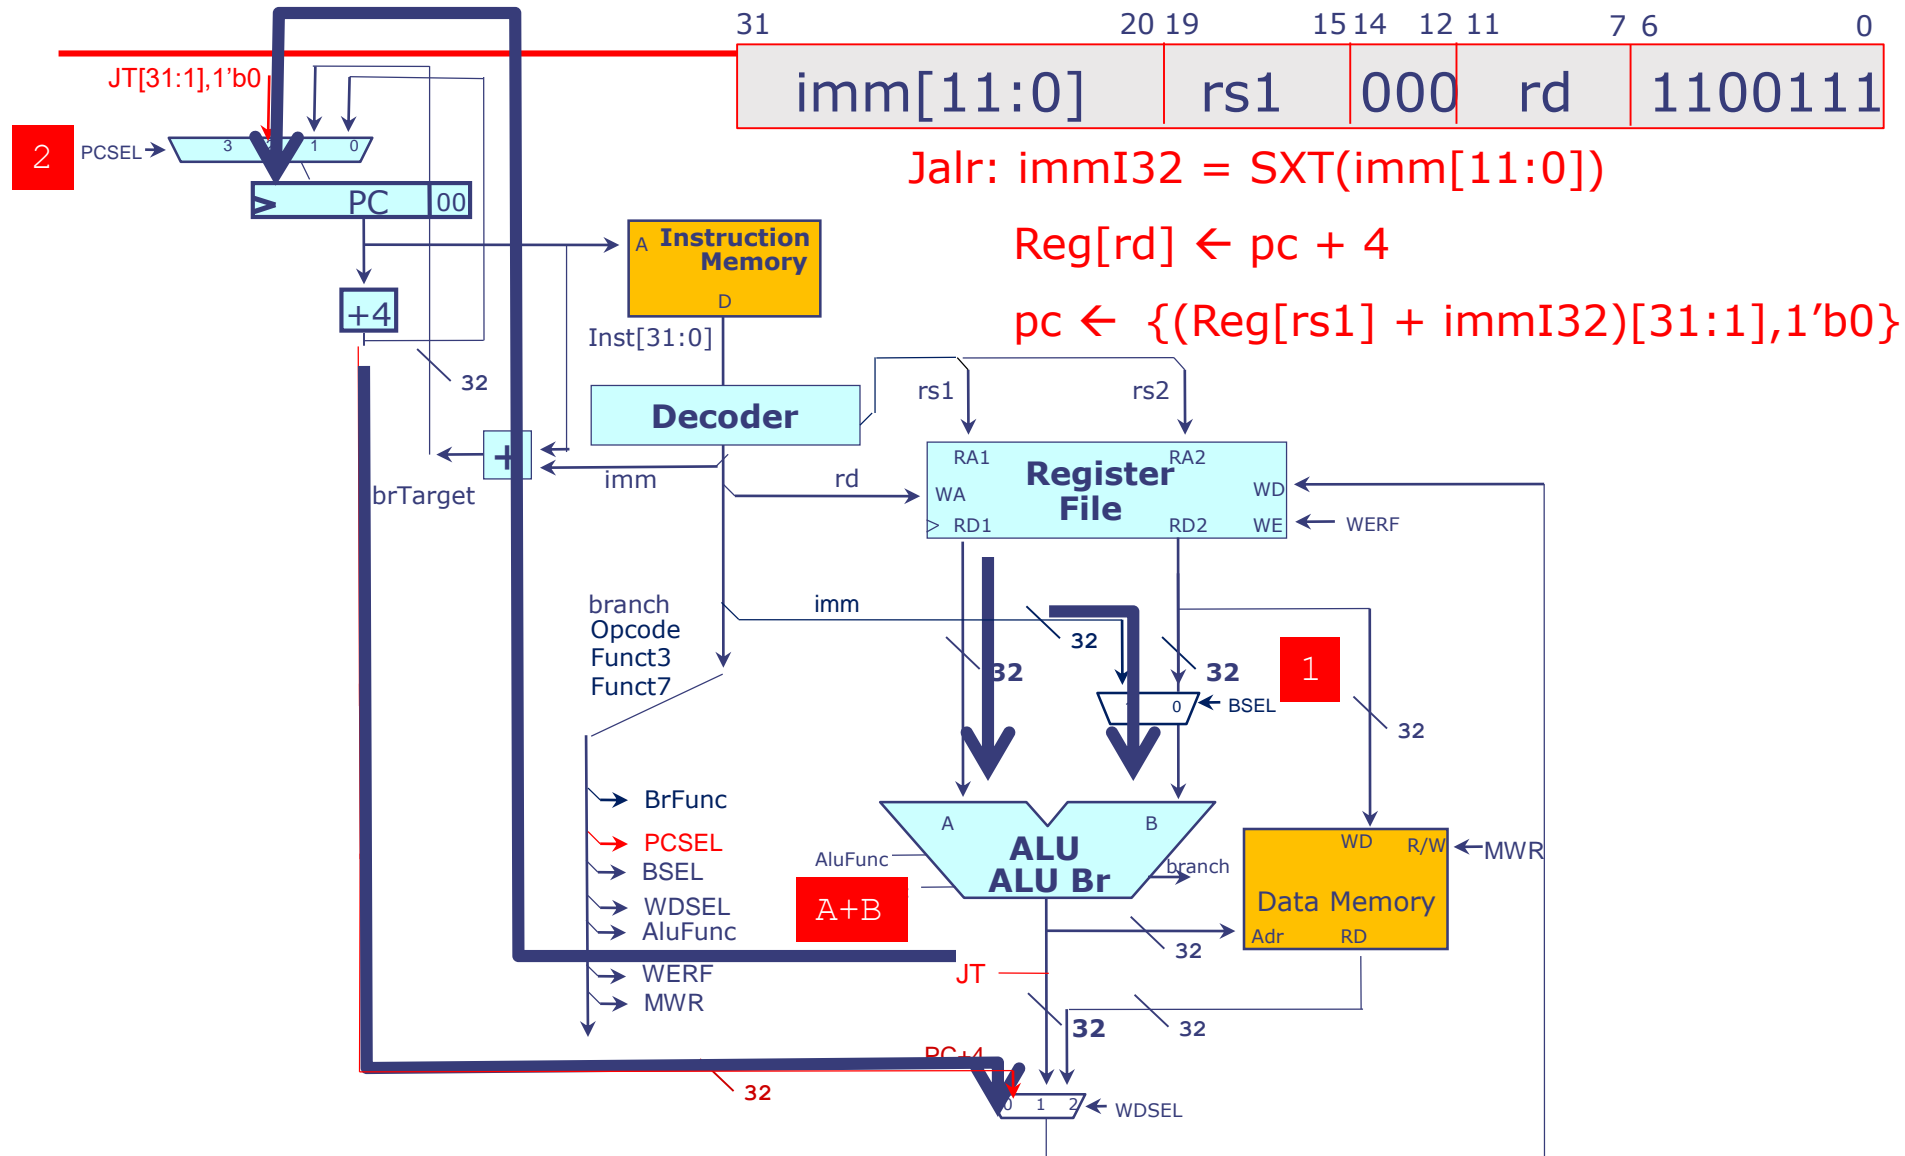 31 20 19 15 14 12 11 7 6 0
imm[11:0] rs1 000 rd 1100111
JT[31:1],1’b0
2
PCSEL
3 1 0
PC 00
Jalr: immI32 = SXT(imm[11:0])
Reg[rd] ← pc + 4
pc ← {(Reg[rs1] + immI32)[31:1],1’b0}
A Instruction
Memory
D
+4
Inst[31:0]
32
Decoder
rs1 rs2
+
imm
brTarget
rd
RA1 RA2
Register
File
WA WD
RD1 RD2 WE
WERF
branch
Opcode
Funct3
Funct7
imm
32
32
32
1
0
BSEL
32
BrFunc
PCSEL
BSEL
WDSEL
AluFunc
WERF
MWR
A B
ALU
ALU Br
AluFunc
branch
A+B
WD R/W
MWR
Data Memory
Adr RD
32
JT
32
32
PC+4
32
0 1 2
WDSEL